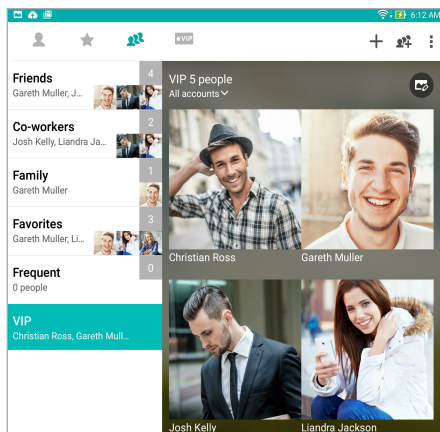 6:12 AM
VIP
Friends
4
Gareth Muller, J...
Co-workers
2
Josh Kelly, Liandra Ja...
Family
1
Gareth Muller
Favorites
3
Gareth Muller, Li...
Frequent
0
0 people
VIP
Christian Ross, Gareth Mull...
VIP 5 people
All accounts
Christian Ross
Gareth Muller
Josh Kelly
Liandra Jackson